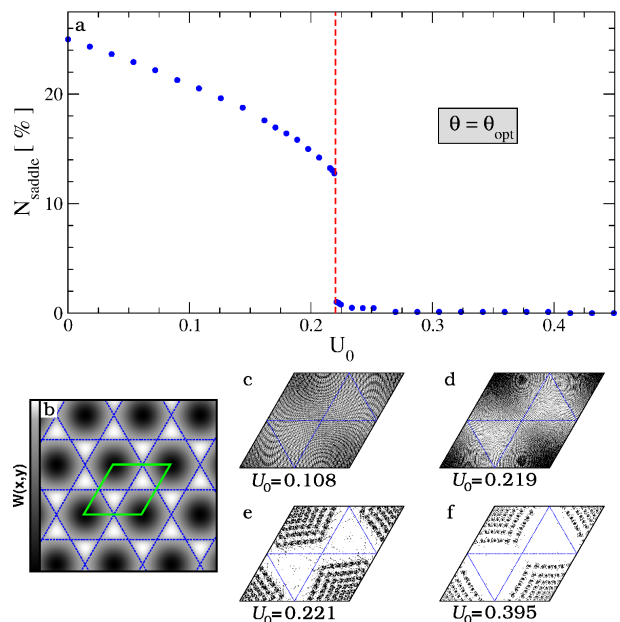 a
N_saddle [ % ]
20
10
0
θ = θ_opt
0
0.1
0.2
0.3
0.4
U_0
b
W(x,y)
c
U_0=0.108
d
U_0=0.219
e
U_0=0.221
f
U_0=0.395